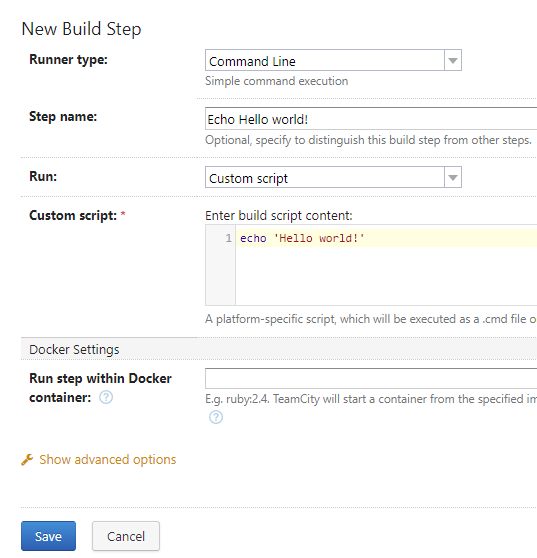 New Build Step
Runner type:
Command Line
Simple command execution
Step name:
Echo Hello world!
Optional, specify to distinguish this build step from other steps.
Run:
Custom script
Custom script: *
Enter build script content:
1 echo 'Hello world!'
A platform-specific script, which will be executed as a .cmd file o
Docker Settings
Run step within Docker
container: ?
E.g. ruby:2.4. TeamCity will start a container from the specified im
?
Show advanced options
Save
Cancel